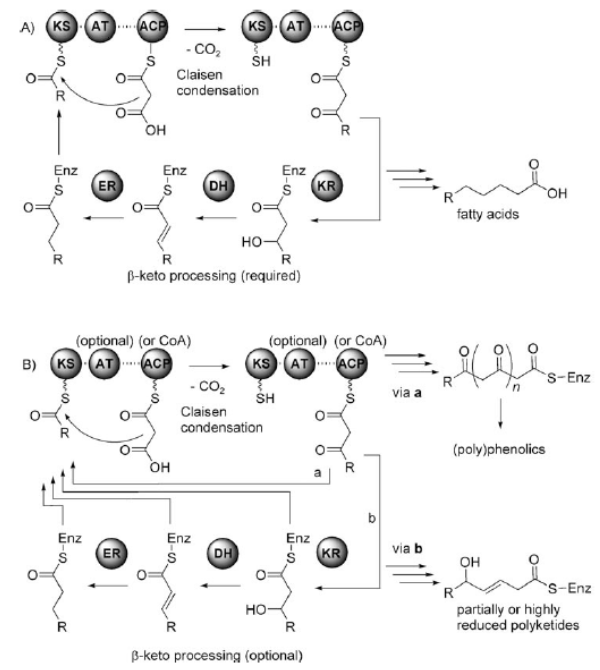 A)
KS AT ACP
- CO2
Claisen
condensation
KS AT ACP
S
O
R
S
O
O
OH
SH
S
O
O
R
Enz
S
O
R
ER
Enz
S
O
R
DH
Enz
S
O
HO
R
KR
R
O
OH
fatty acids
β-keto processing (required)
B)
(optional) (or CoA)
KS AT ACP
- CO2
Claisen
condensation
(optional) (or CoA)
KS AT ACP
via a
S
O
R
S
O
O
OH
SH
S
O
O
R
a
b
O O O
R S−Enz
n
(poly)phenolics
Enz
S
O
R
ER
Enz
S
O
R
DH
Enz
S
O
HO
R
KR
via b
OH O
R S−Enz
partially or highly
reduced polyketides
β-keto processing (optional)